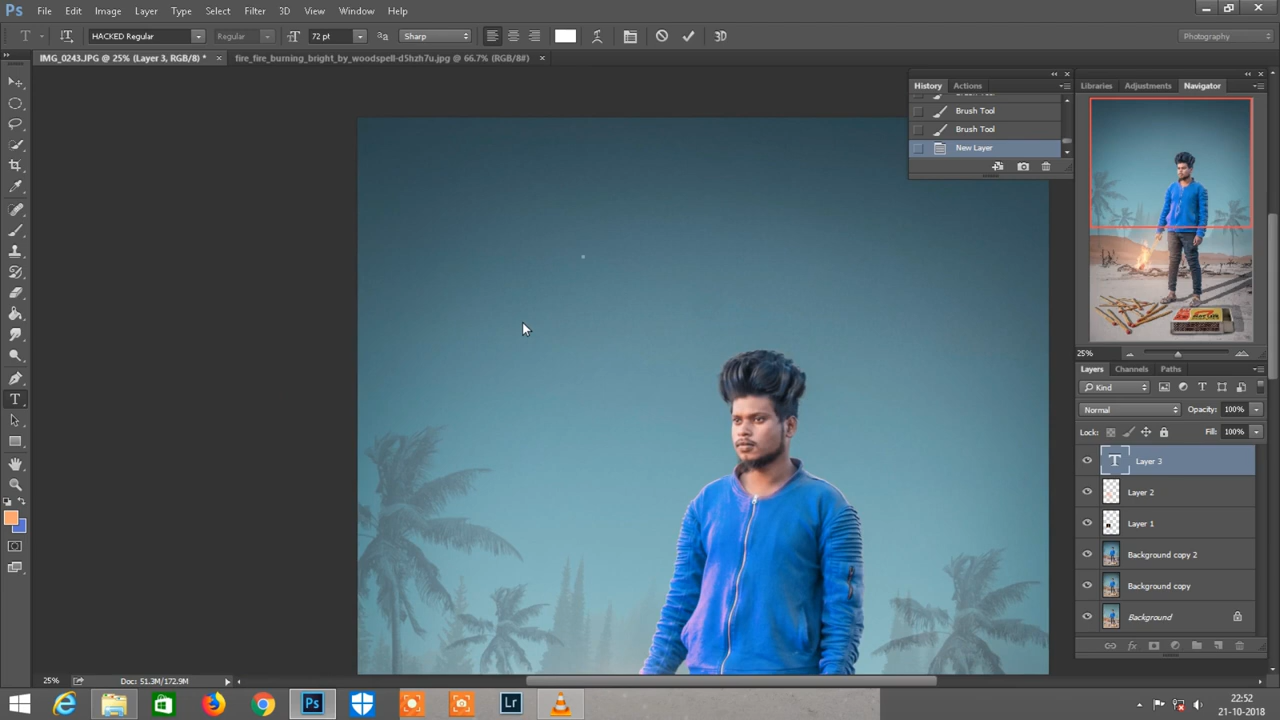 Ps File Edit Image Layer Type Select Filter 3D View Window Help
T HACKED Regular Regular 72 pt Sharp 3D Photography
IMG_0243.JPG @ 25% (Layer 3, RGB/8) * × fire_fire_burning_bright_by_woodspell-d5hzh7u.jpg @ 66.7% (RGB/8#) ×
History Actions
Brush Tool
Brush Tool
New Layer
Libraries Adjustments Navigator
25%
Layers Channels Paths
Kind
Normal Opacity: 100%
Lock: Fill: 100%
T Layer 3
Layer 2
Layer 1
Background copy 2
Background copy
Background
25% Doc: 51.3M/172.9M
Ps Lr
22:52
21-10-2018